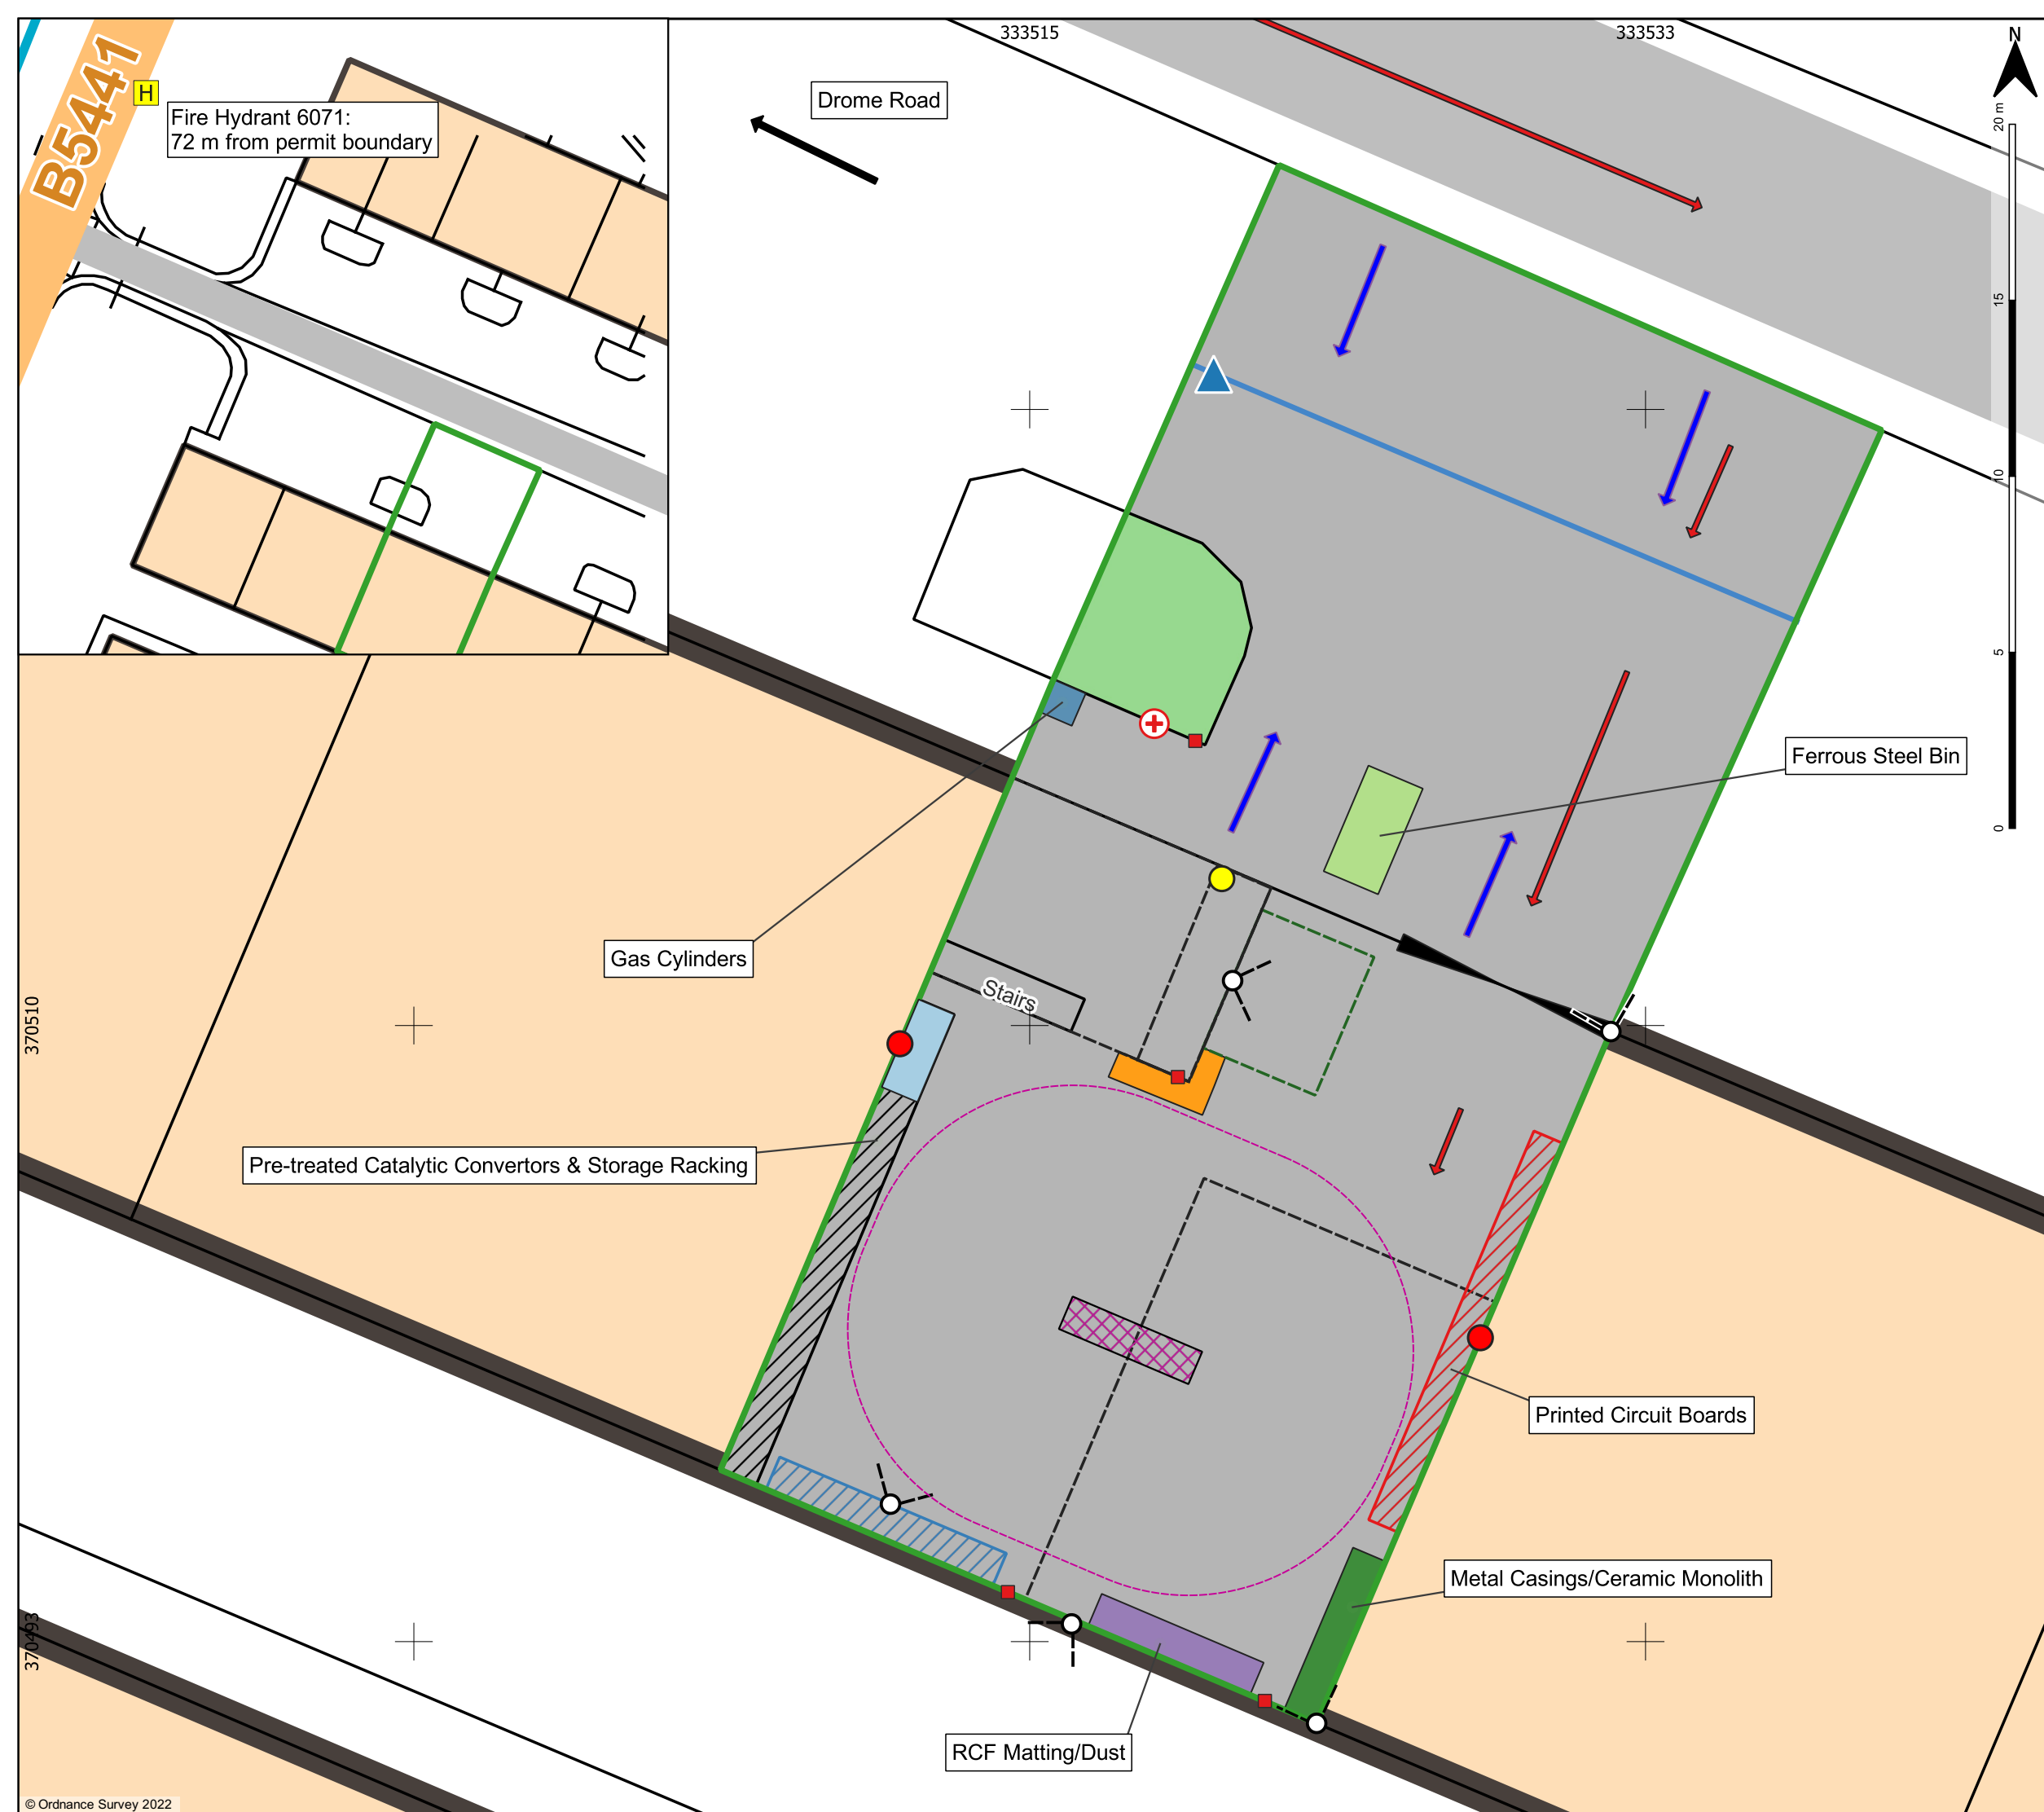 333515
333533
N
B5441
H
Fire Hydrant 6071:
72 m from permit boundary
Drome Road
20 m
15
10
5
0
Ferrous Steel Bin
Gas Cylinders
Stairs
370510
Pre-treated Catalytic Convertors & Storage Racking
Printed Circuit Boards
Metal Casings/Ceramic Monolith
370493
RCF Matting/Dust
© Ordnance Survey 2022